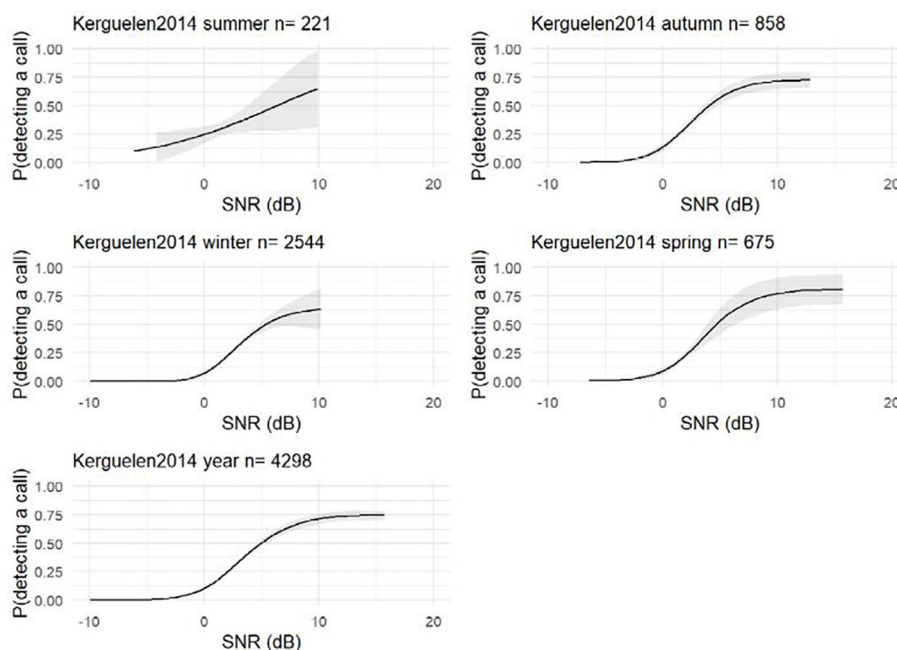 Kerguelen2014 summer n= 221
P(detecting a call)
1.00
0.75
0.50
0.25
0.00
-10 0 10 20
SNR (dB)
Kerguelen2014 autumn n= 858
P(detecting a call)
1.00
0.75
0.50
0.25
0.00
-10 0 10 20
SNR (dB)
Kerguelen2014 winter n= 2544
P(detecting a call)
1.00
0.75
0.50
0.25
0.00
-10 0 10 20
SNR (dB)
Kerguelen2014 spring n= 675
P(detecting a call)
1.00
0.75
0.50
0.25
0.00
-10 0 10 20
SNR (dB)
Kerguelen2014 year n= 4298
P(detecting a call)
1.00
0.75
0.50
0.25
0.00
-10 0 10 20
SNR (dB)